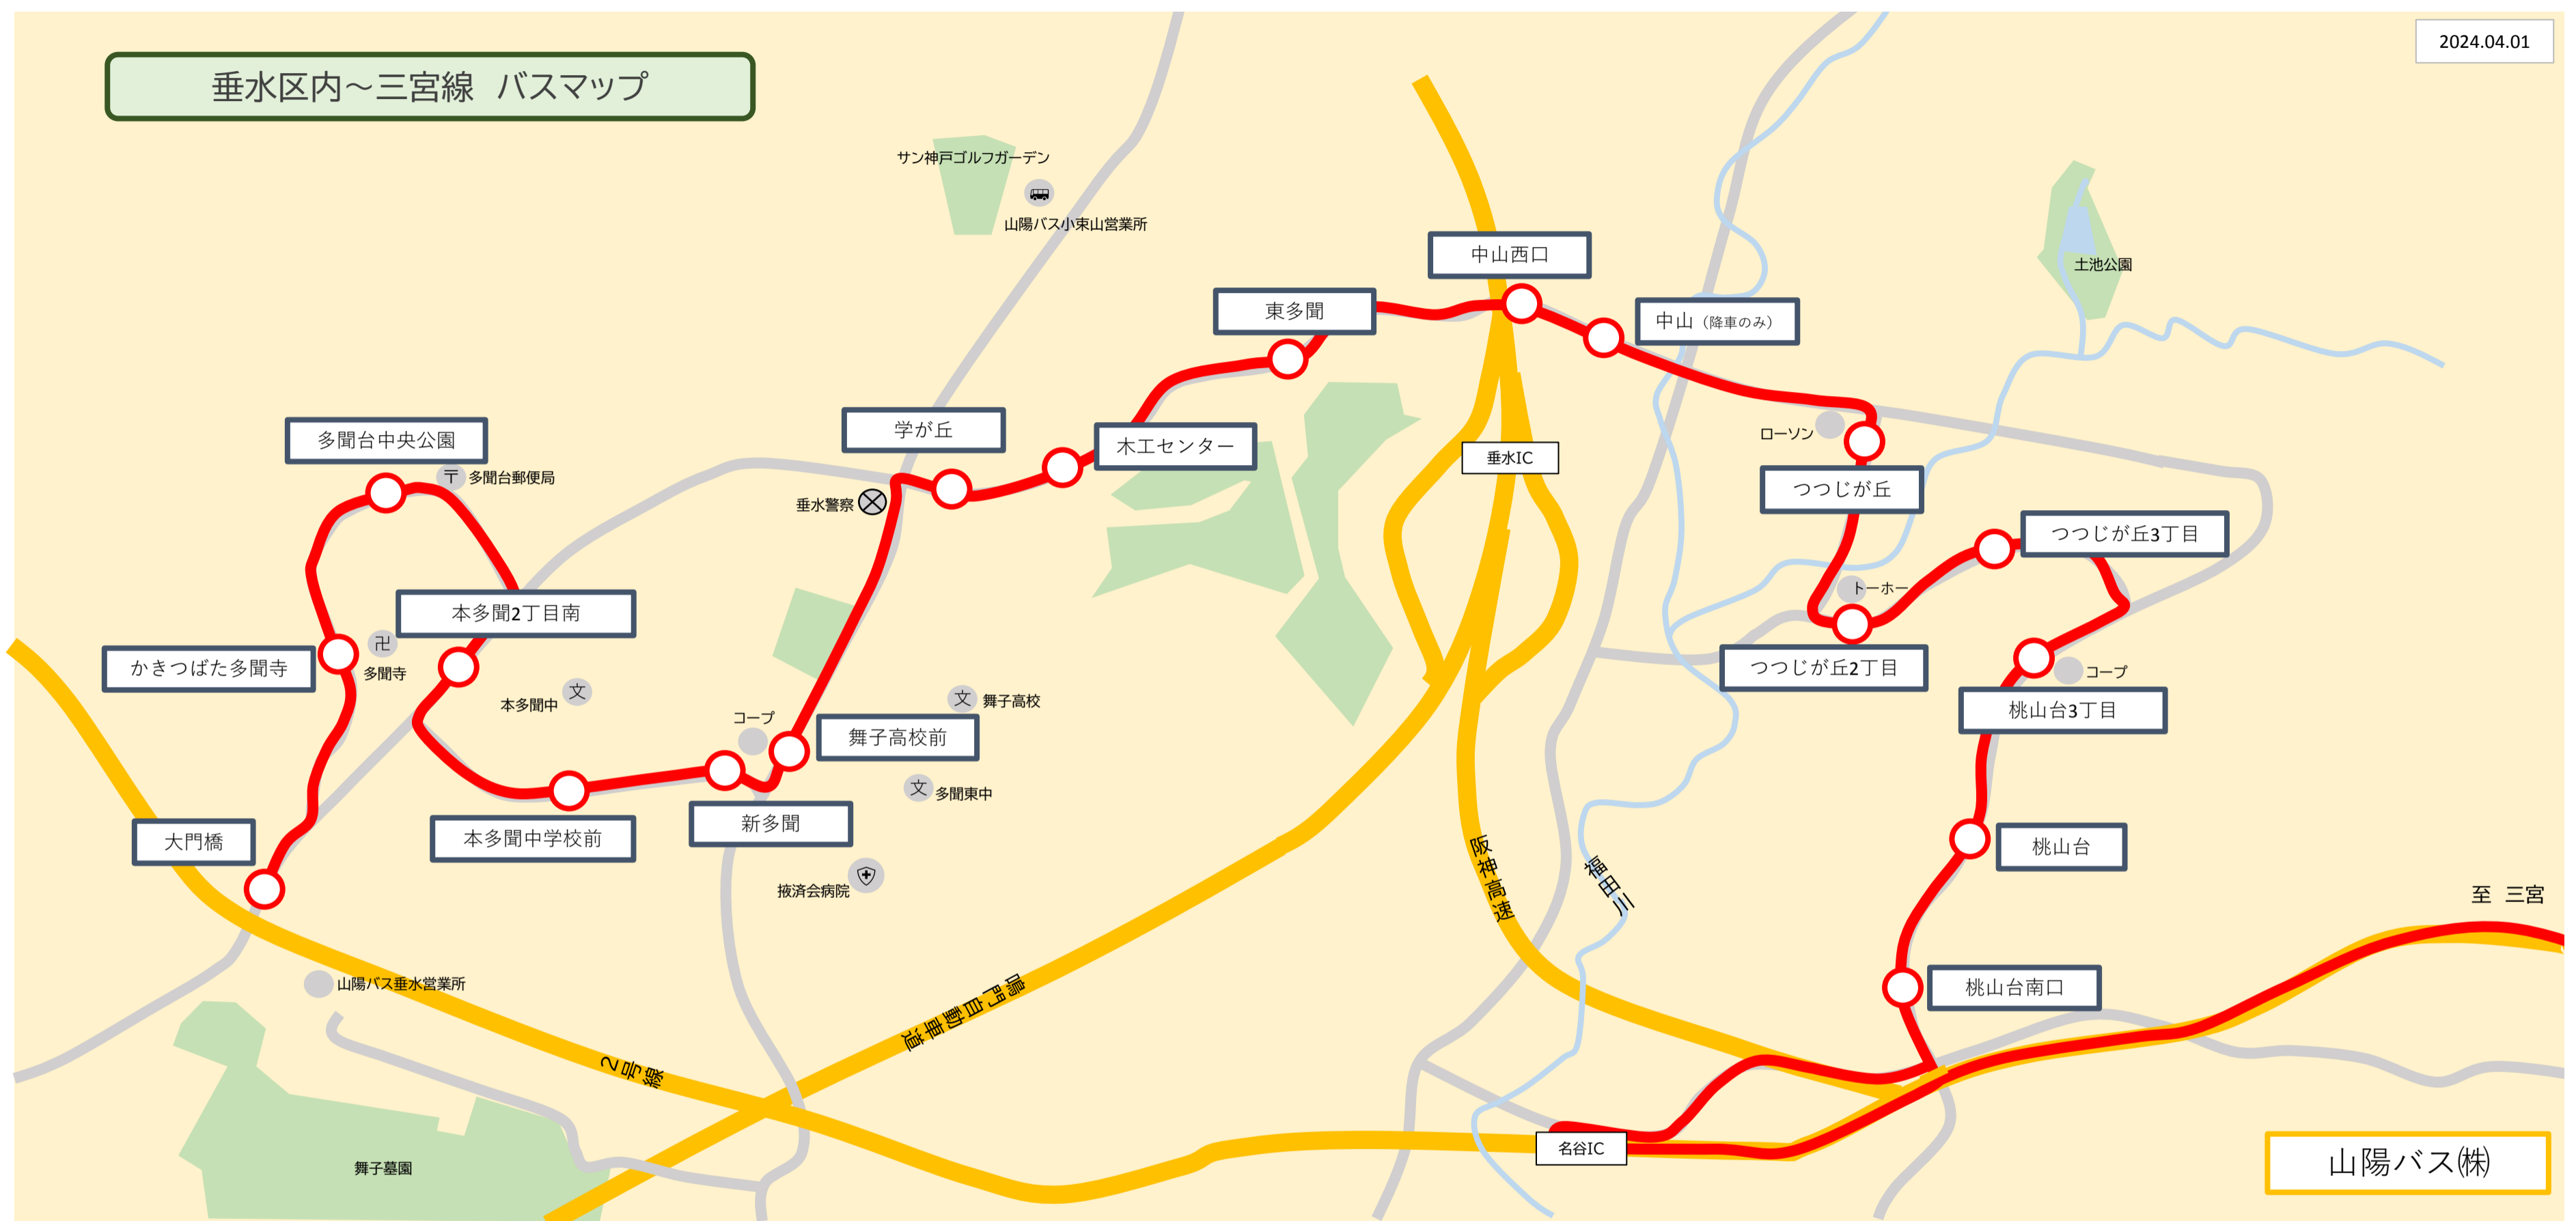 2024.04.01
垂水区内～三宮線　バスマップ
サン神戸ゴルフガーデン
山陽バス小束山営業所
中山西口
土池公園
東多聞
中山（降車のみ）
学が丘
多聞台中央公園
木工センター
ローソン
垂水IC
〒
多聞台郵便局
つつじが丘
垂水警察
つつじが丘3丁目
トーホー
本多聞2丁目南
卍
かきつばた多聞寺
多聞寺
つつじが丘2丁目
コープ
文
本多聞中
文
舞子高校
桃山台3丁目
コープ
舞子高校前
文
多聞東中
新多聞
本多聞中学校前
大門橋
桃山台
阪神高速
福田川
掖済会病院
至 三宮
山陽バス垂水営業所
桃山台南口
鳴門自動車道
2号線
名谷IC
舞子墓園
山陽バス㈱